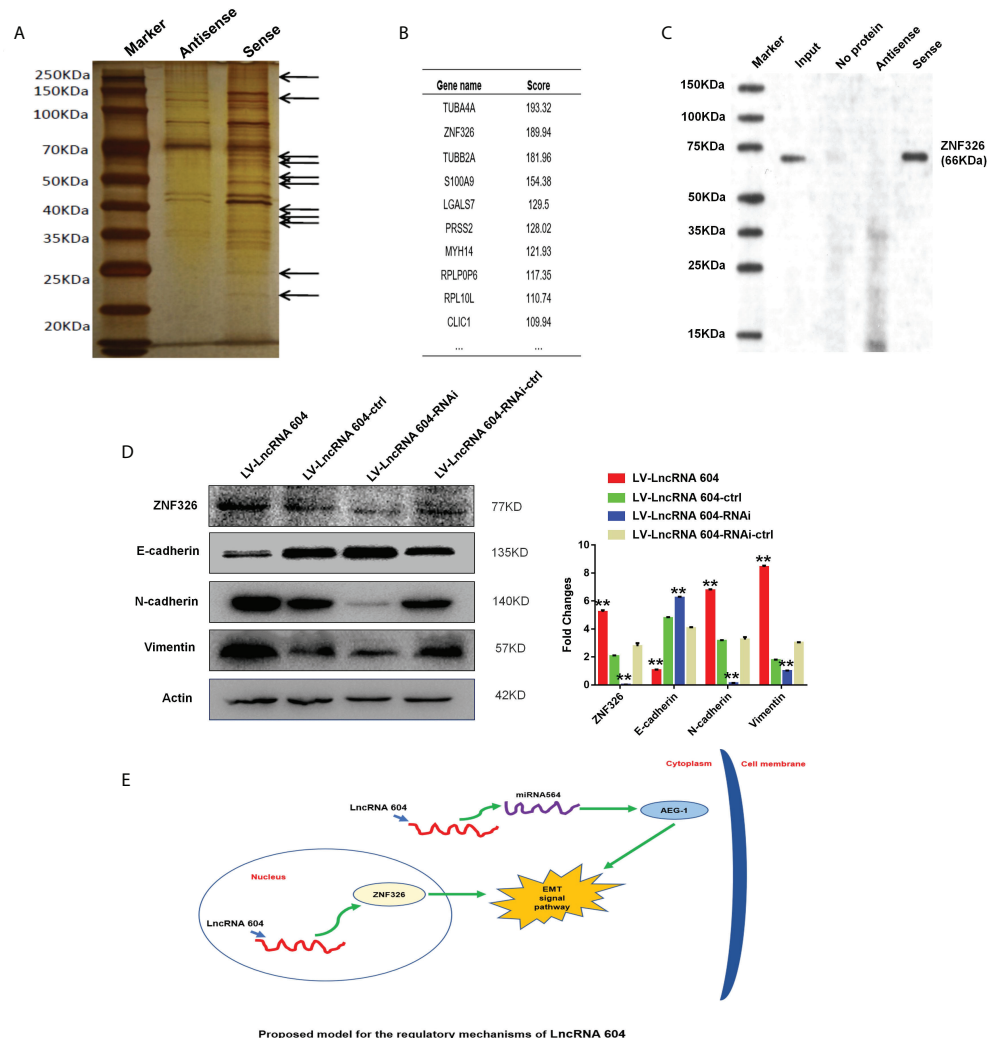 A
Marker
Antisense
Sense
250KDa
150KDa
100KDa
70KDa
50KDa
40KDa
35KDa
25KDa
20KDa
B
Gene name Score
TUBA4A 193.32
ZNF326 189.94
TUBB2A 181.96
S100A9 154.38
LGALS7 129.5
PRSS2 128.02
MYH14 121.93
RPLP0P6 117.35
RPL10L 110.74
CLIC1 109.94
... ...
C
Marker
Input
No protein
Antisense
Sense
150KDa
100KDa
75KDa
50KDa
35KDa
25KDa
15KDa
ZNF326
(66KDa)
D
LV-LncRNA 604
LV-LncRNA 604-ctrl
LV-LncRNA 604-RNAi
LV-LncRNA 604-RNAi-ctrl
ZNF326 77KD
E-cadherin 135KD
N-cadherin 140KD
Vimentin 57KD
Actin 42KD
LV-LncRNA 604
LV-LncRNA 604-ctrl
LV-LncRNA 604-RNAi
LV-LncRNA 604-RNAi-ctrl
Fold Changes
10
8
6
4
2
0
** ** ** ** ** ** ** **
ZNF326
E-cadherin
N-cadherin
Vimentin
E
Cytoplasm
Cell membrane
LncRNA 604
miRNA564
AEG-1
Nucleus
ZNF326
LncRNA 604
EMT
signal
pathway
Proposed model for the regulatory mechanisms of LncRNA 604